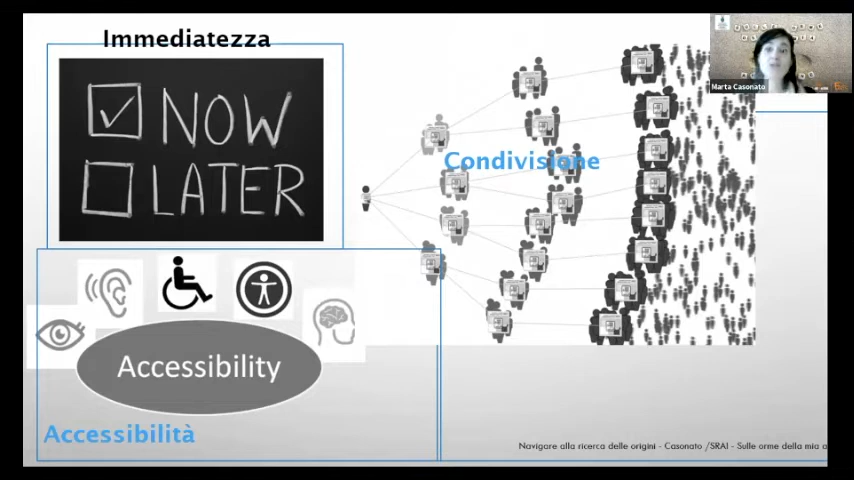 Immediatezza
NOW
LATER
Condivisione
Marta Casonato
Accessibility
Accessibilità
Navigare alla ricerca delle origini - Casonato /SRAI - Sulle orme della mia a